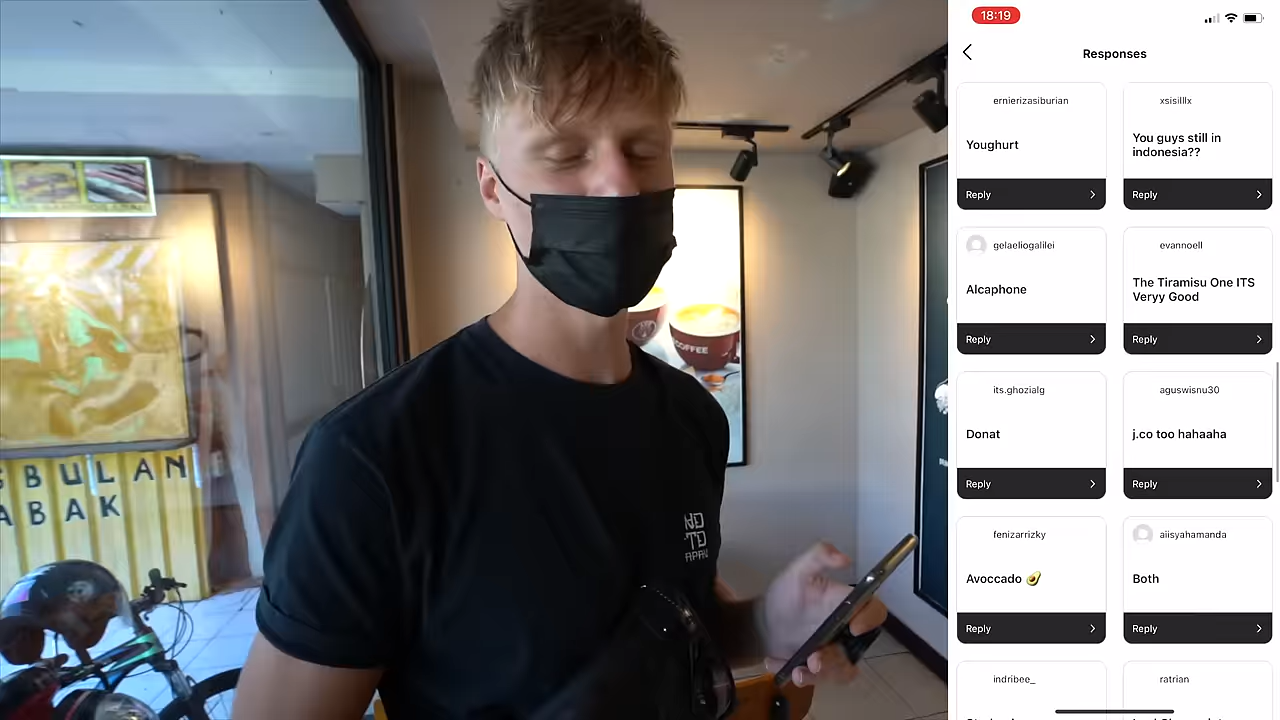 18:19
Responses
ernierizasiburian
Youghurt
Reply
xsisilllx
You guys still in
indonesia??
Reply
gelaeliogalilei
Alcaphone
Reply
evannoell
The Tiramisu One ITS
Veryy Good
Reply
its.ghozialg
Donat
Reply
aguswisnu30
j.co too hahaaha
Reply
fenizarrizky
Avoccado 🥑
Reply
aiisyahamanda
Both
Reply
indribee_
ratrian
GBULAN
ABAK
COFFEE